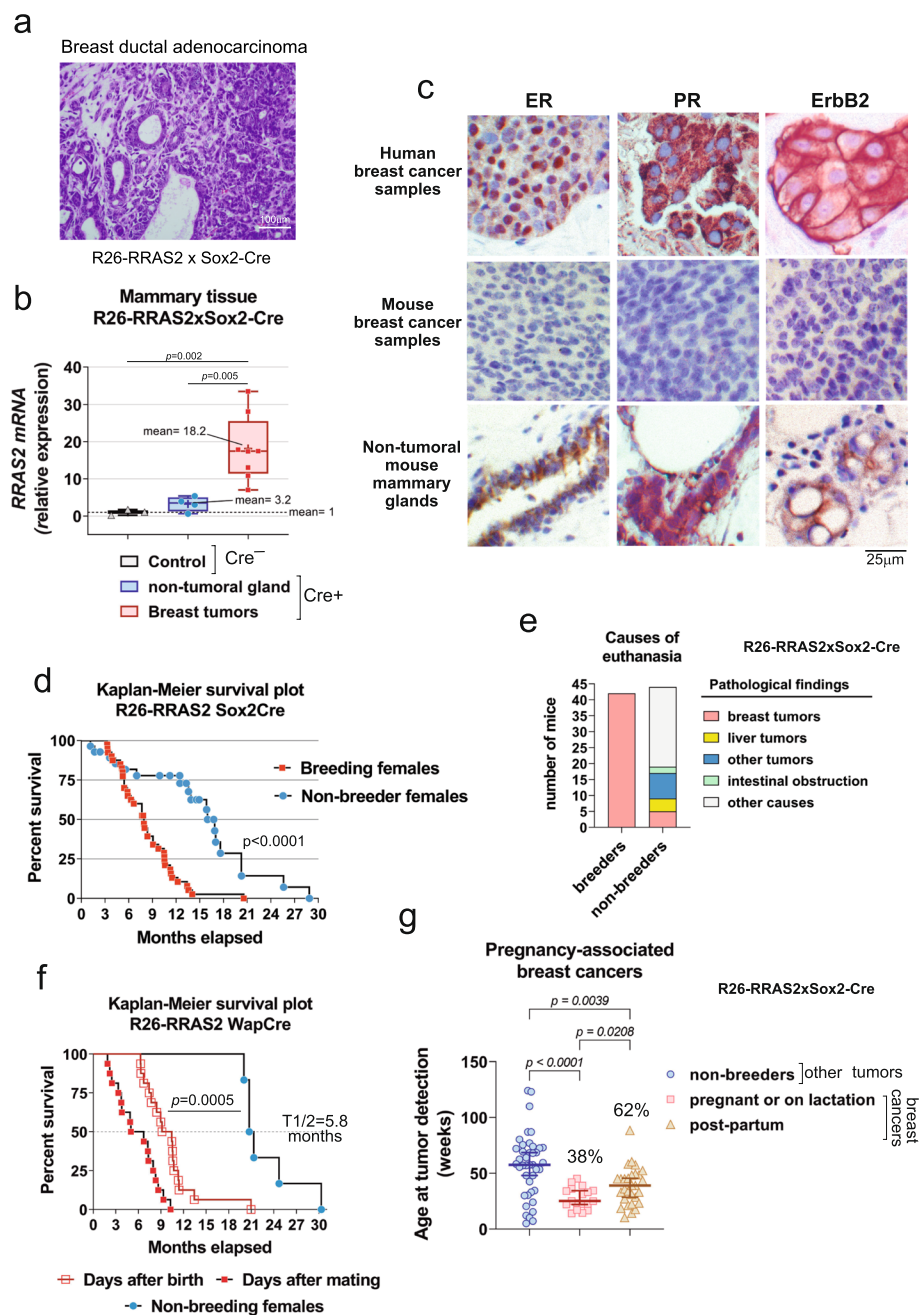 a
Breast ductal adenocarcinoma
100μm
R26-RRAS2 x Sox2-Cre
b
Mammary tissue
R26-RRAS2xSox2-Cre
p=0.002
p=0.005
RRAS2 mRNA
(relative expression)
40
30
20
10
0
mean= 18.2
mean= 3.2
mean= 1
Control
Cre—
non-tumoral gland
Breast tumors
Cre+
c
ER
PR
ErbB2
Human
breast cancer
samples
Mouse
breast cancer
samples
Non-tumoral
mouse
mammary
glands
25μm
d
Kaplan-Meier survival plot
R26-RRAS2 Sox2Cre
Percent survival
100
75
50
25
0
Breeding females
Non-breeder females
p<0.0001
0 3 6 9 12 15 18 21 24 27 30
Months elapsed
e
Causes of
euthanasia
R26-RRAS2xSox2-Cre
number of mice
45
40
35
30
25
20
15
10
5
0
breeders
non-breeders
Pathological findings
breast tumors
liver tumors
other tumors
intestinal obstruction
other causes
f
Kaplan-Meier survival plot
R26-RRAS2 WapCre
Percent survival
100
75
50
25
0
p=0.0005
T1/2=5.8
months
0 3 6 9 12 15 18 21 24 27 30
Months elapsed
Days after birth
Days after mating
Non-breeding females
g
Pregnancy-associated
breast cancers
R26-RRAS2xSox2-Cre
p = 0.0039
p = 0.0208
p < 0.0001
Age at tumor detection
(weeks)
150
100
50
0
38%
62%
non-breeders
other tumors
pregnant or on lactation
post-partum
breast
cancers